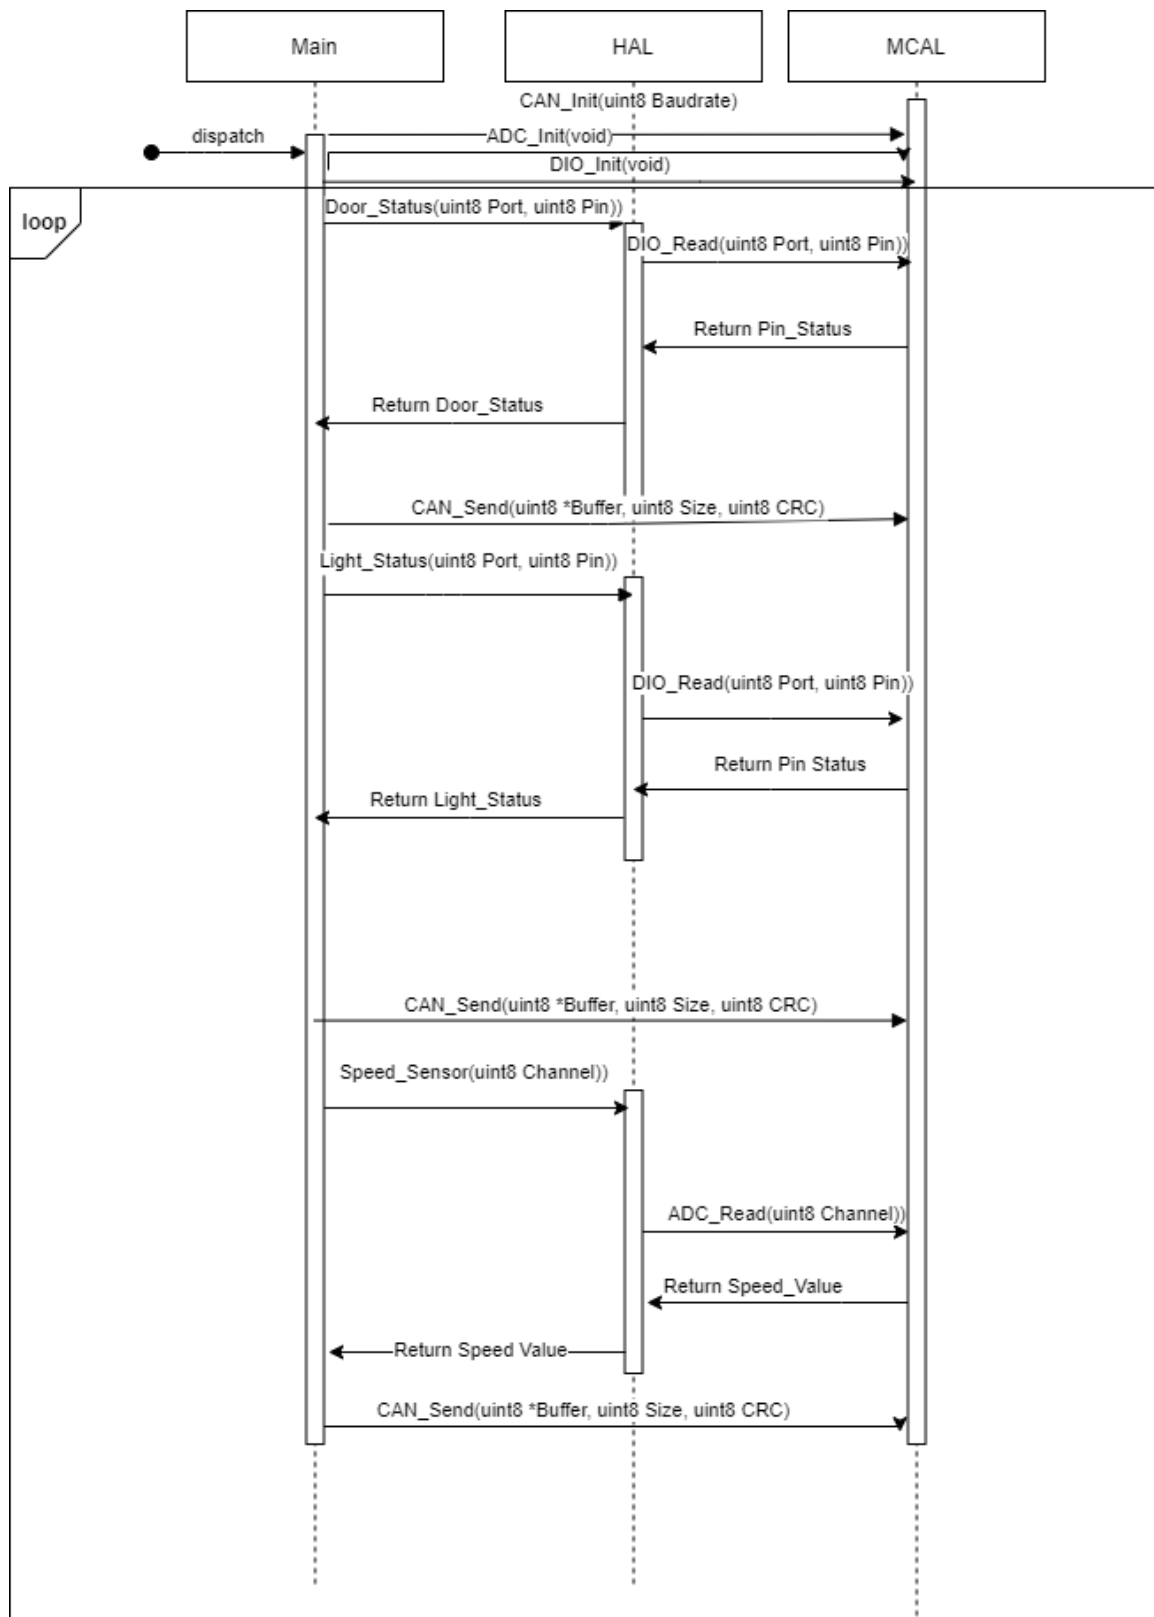 Main
HAL
MCAL
CAN_Init(uint8 Baudrate)
dispatch
ADC_Init(void)
DIO_Init(void)
loop
Door_Status(uint8 Port, uint8 Pin))
DIO_Read(uint8 Port, uint8 Pin))
Return Pin_Status
Return Door_Status
CAN_Send(uint8 *Buffer, uint8 Size, uint8 CRC)
Light_Status(uint8 Port, uint8 Pin))
DIO_Read(uint8 Port, uint8 Pin))
Return Pin Status
Return Light_Status
CAN_Send(uint8 *Buffer, uint8 Size, uint8 CRC)
Speed_Sensor(uint8 Channel))
ADC_Read(uint8 Channel))
Return Speed_Value
Return Speed Value
CAN_Send(uint8 *Buffer, uint8 Size, uint8 CRC)